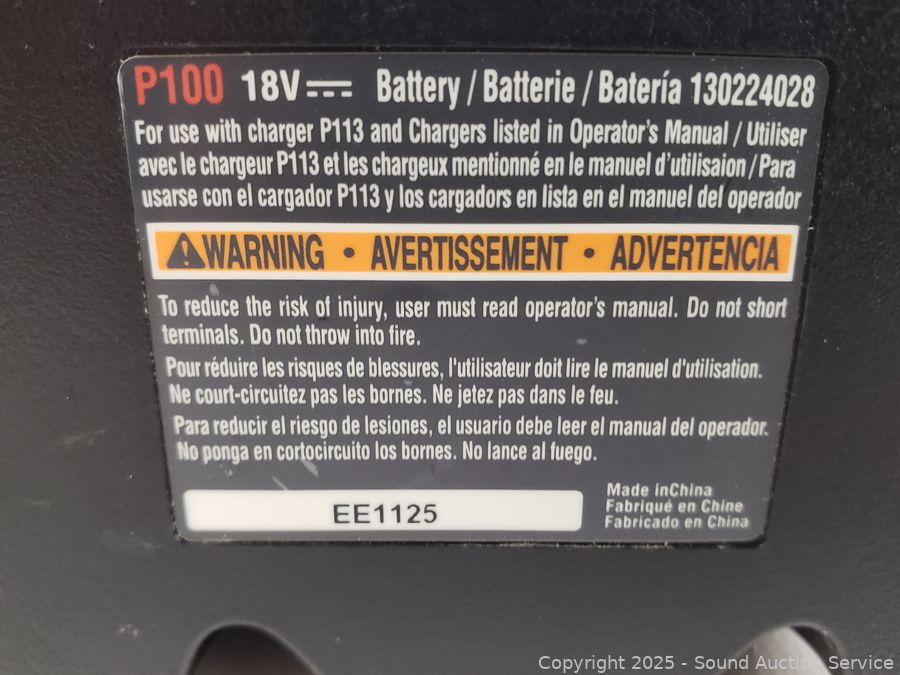 P100 18V Battery / Batterie / Batería 130224028
For use with charger P113 and Chargers listed in Operator's Manual / Utiliser
avec le chargeur P113 et les chargeux mentionné en le manuel d'utilisaion / Para
usarse con el cargador P113 y los cargadors en lista en el manuel del operador
WARNING • AVERTISSEMENT • ADVERTENCIA
To reduce the risk of injury, user must read operator's manual. Do not short
terminals. Do not throw into fire.
Pour réduire les risques de blessures, l'utilisateur doit lire le manuel d'utilisation.
Ne court-circuitez pas les bornes. Ne jetez pas dans le feu.
Para reducir el riesgo de lesiones, el usuario debe leer el manual del operador.
No ponga en cortocircuito los bornes. No lance al fuego.
EE1125
Made inChina
Fabriqué en Chine
Fabricado en China
Copyright 2025 - Sound Auction Service